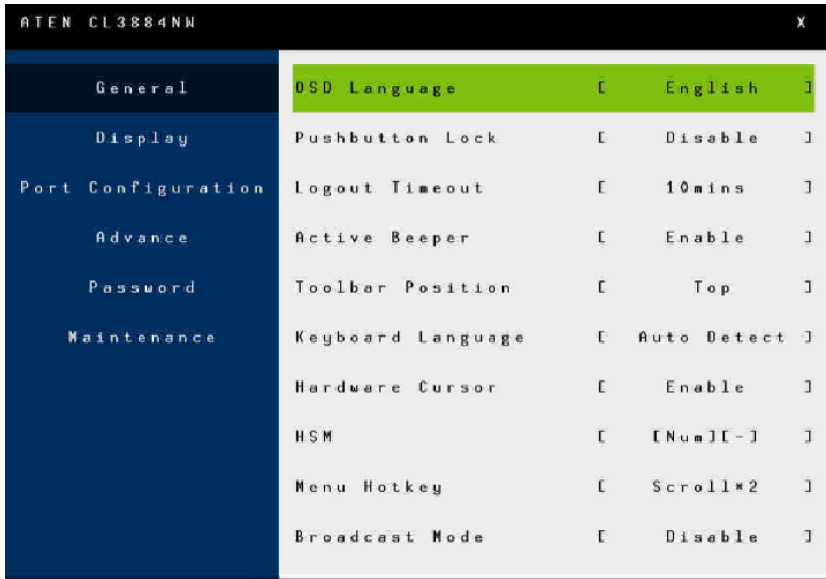 ATEN CL3884NW X
General
Display
Port Configuration
Advance
Password
Maintenance
OSD Language [ English ]
Pushbutton Lock [ Disable ]
Logout Timeout [ 10mins ]
Active Beeper [ Enable ]
Toolbar Position [ Top ]
Keyboard Language [ Auto Detect ]
Hardware Cursor [ Enable ]
HSM [ [Num][-] ]
Menu Hotkey [ Scroll*2 ]
Broadcast Mode [ Disable ]